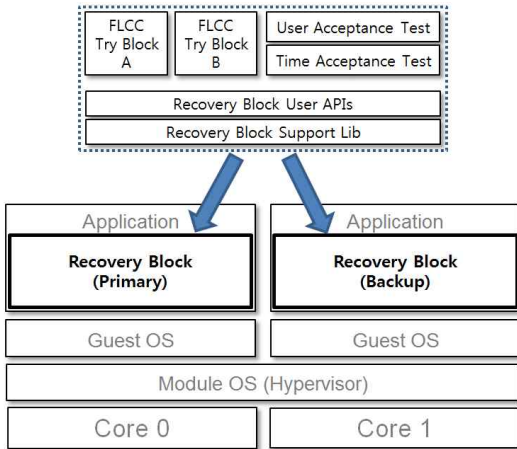 FLCC
Try Block
A
FLCC
Try Block
B
User Acceptance Test
Time Acceptance Test
Recovery Block User APIs
Recovery Block Support Lib
Application
Recovery Block
(Primary)
Guest OS
Application
Recovery Block
(Backup)
Guest OS
Module OS (Hypervisor)
Core 0
Core 1